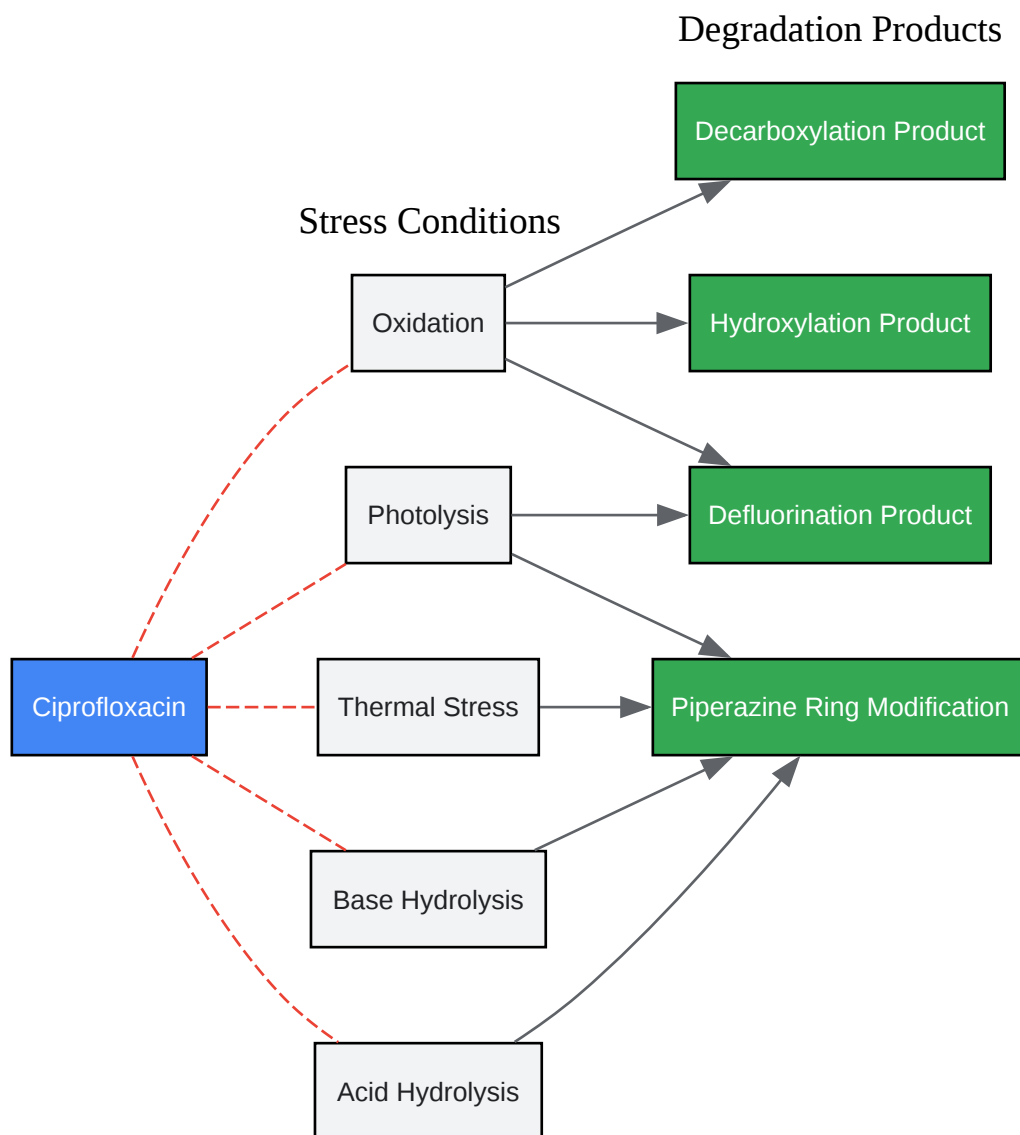 Degradation Products
Decarboxylation Product
Stress Conditions
Oxidation
Hydroxylation Product
Photolysis
Defluorination Product
Ciprofloxacin
Thermal Stress
Piperazine Ring Modification
Base Hydrolysis
Acid Hydrolysis